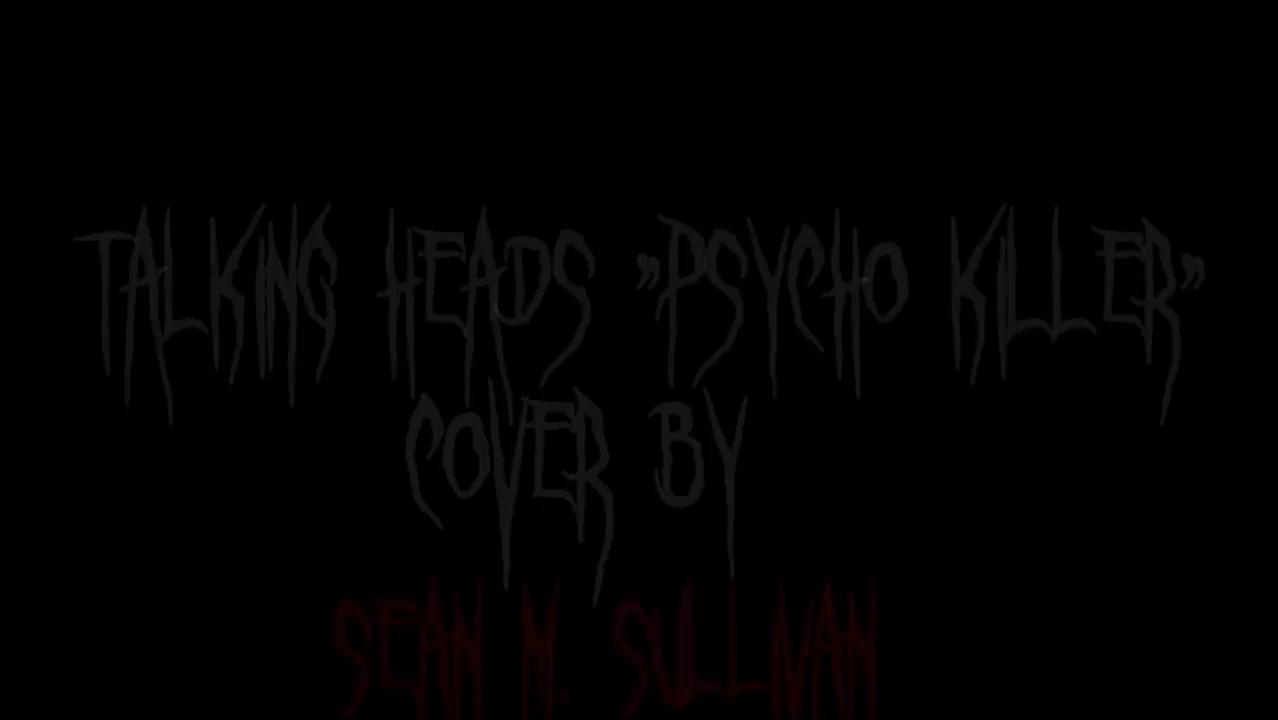 TALKING HEADS ”PSYCHO KILLER”
COVER BY
SEAN N. SULLIVAN